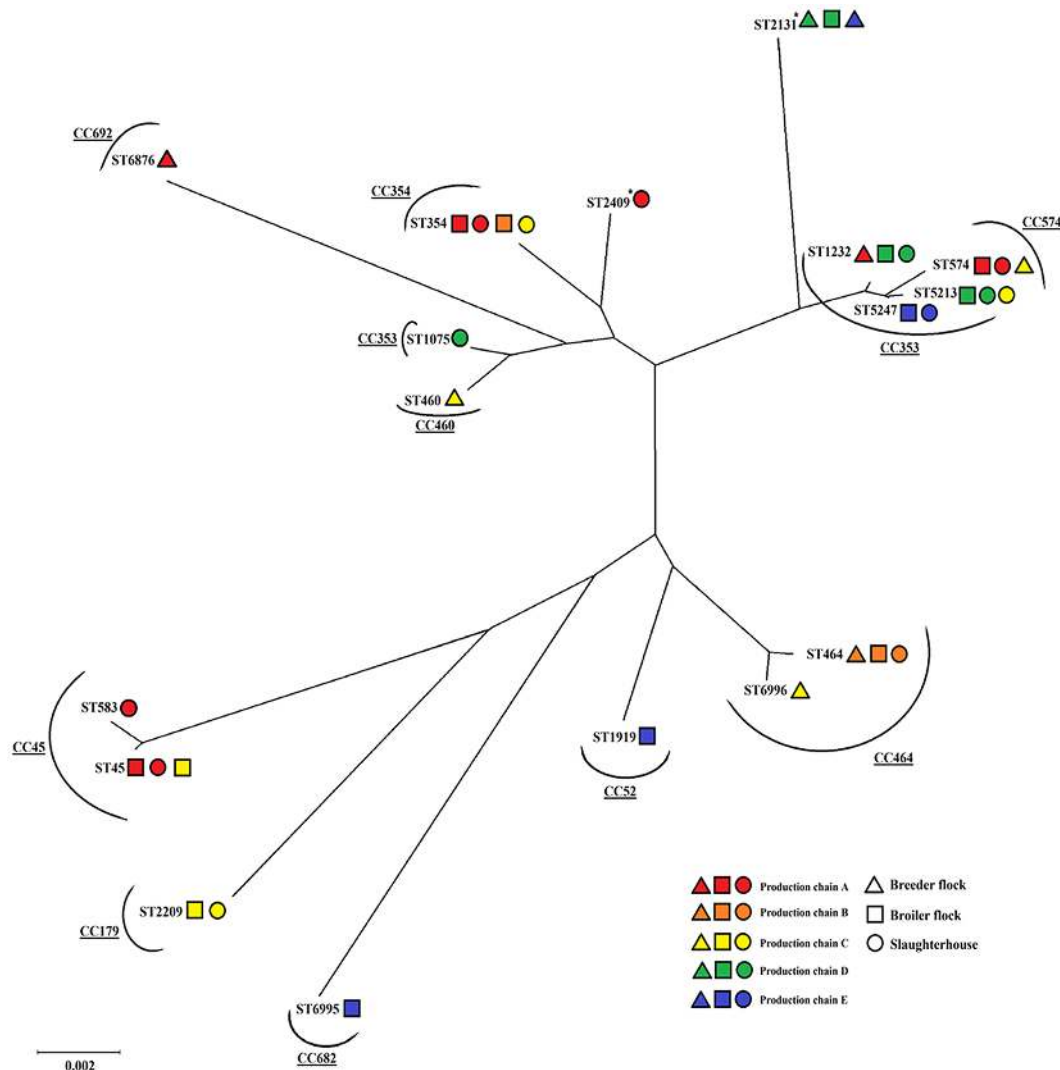 ST2131*
CC692
ST6876
CC354
ST354
ST2409*
CC574
ST1232
ST574
ST5213
ST5247
CC353
CC353
ST1075
ST460
CC460
ST464
ST6996
CC464
ST583
CC45
ST45
ST1919
CC52
ST2209
CC179
ST6995
CC682
Production chain A
Breeder flock
Production chain B
Broiler flock
Production chain C
Slaughterhouse
Production chain D
Production chain E
0.002